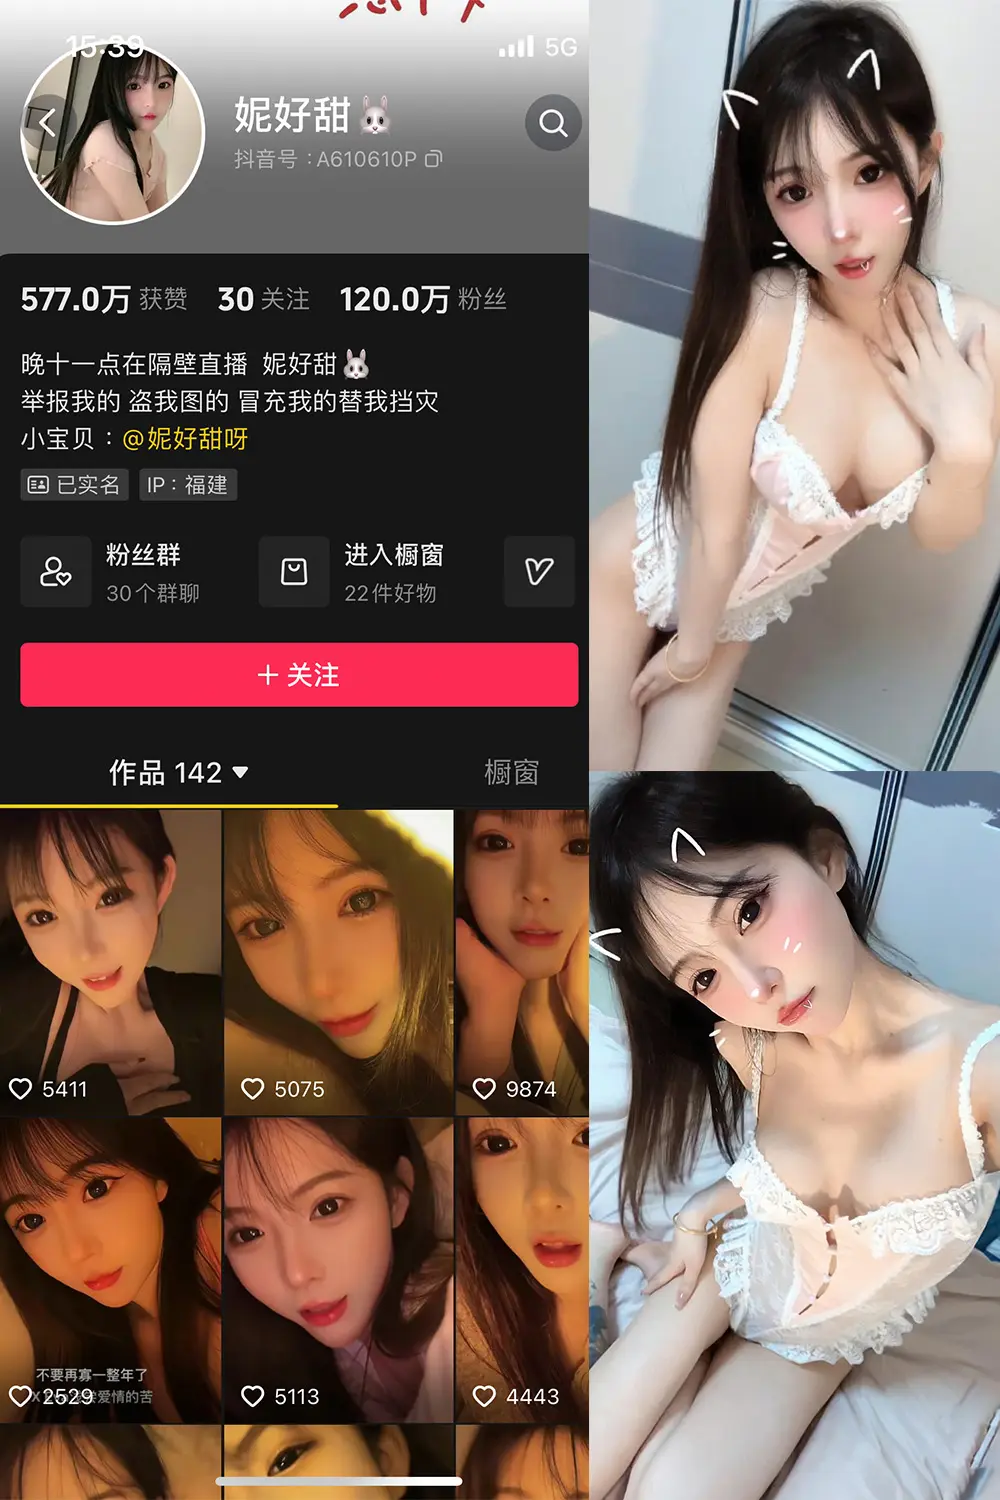 15:39
5G
妮好甜🐰
抖音号：A610610P
577.0万 获赞 30 关注 120.0万 粉丝
晚十一点在隔壁直播 妮好甜🐰
举报我的 盗我图的 冒充我的替我挡灾
小宝贝：@妮好甜呀
已实名 IP：福建
粉丝群
30个群聊
进入橱窗
22件好物
+ 关注
作品 142 ▼ 橱窗
5411 5075 9874
不要再寡一整年了
2529 5113 4443
爱情的苦